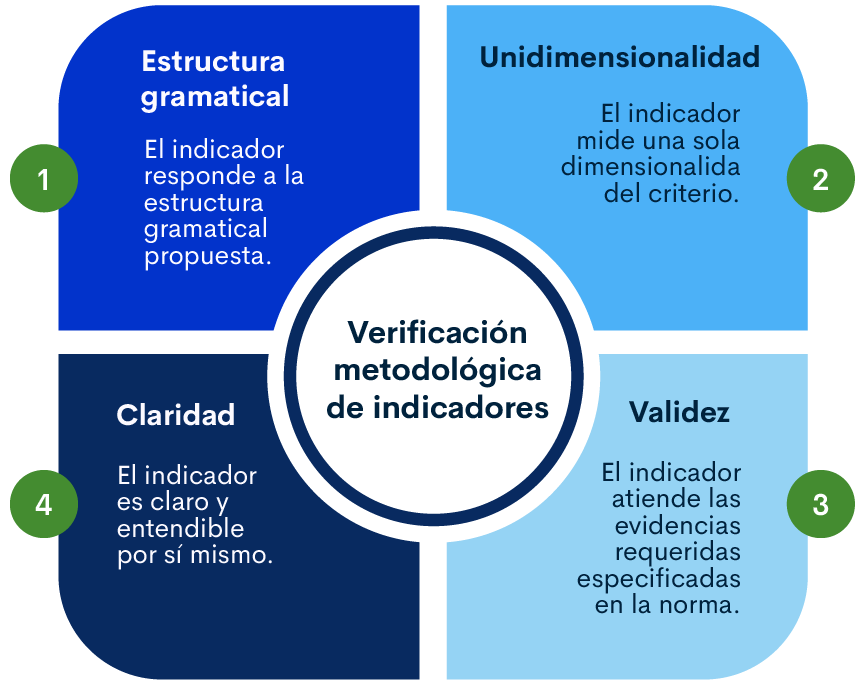 Estructura
gramatical
El indicador
responde a la
estructura
gramatical
propuesta.
1
Unidimensionalidad
El indicador
mide una sola
dimensionalida
del criterio.
2
Verificación
metodológica
de indicadores
Validez
El indicador
atiende las
evidencias
requeridas
especificadas
en la norma.
3
Claridad
El indicador
es claro y
entendible
por sí mismo.
4